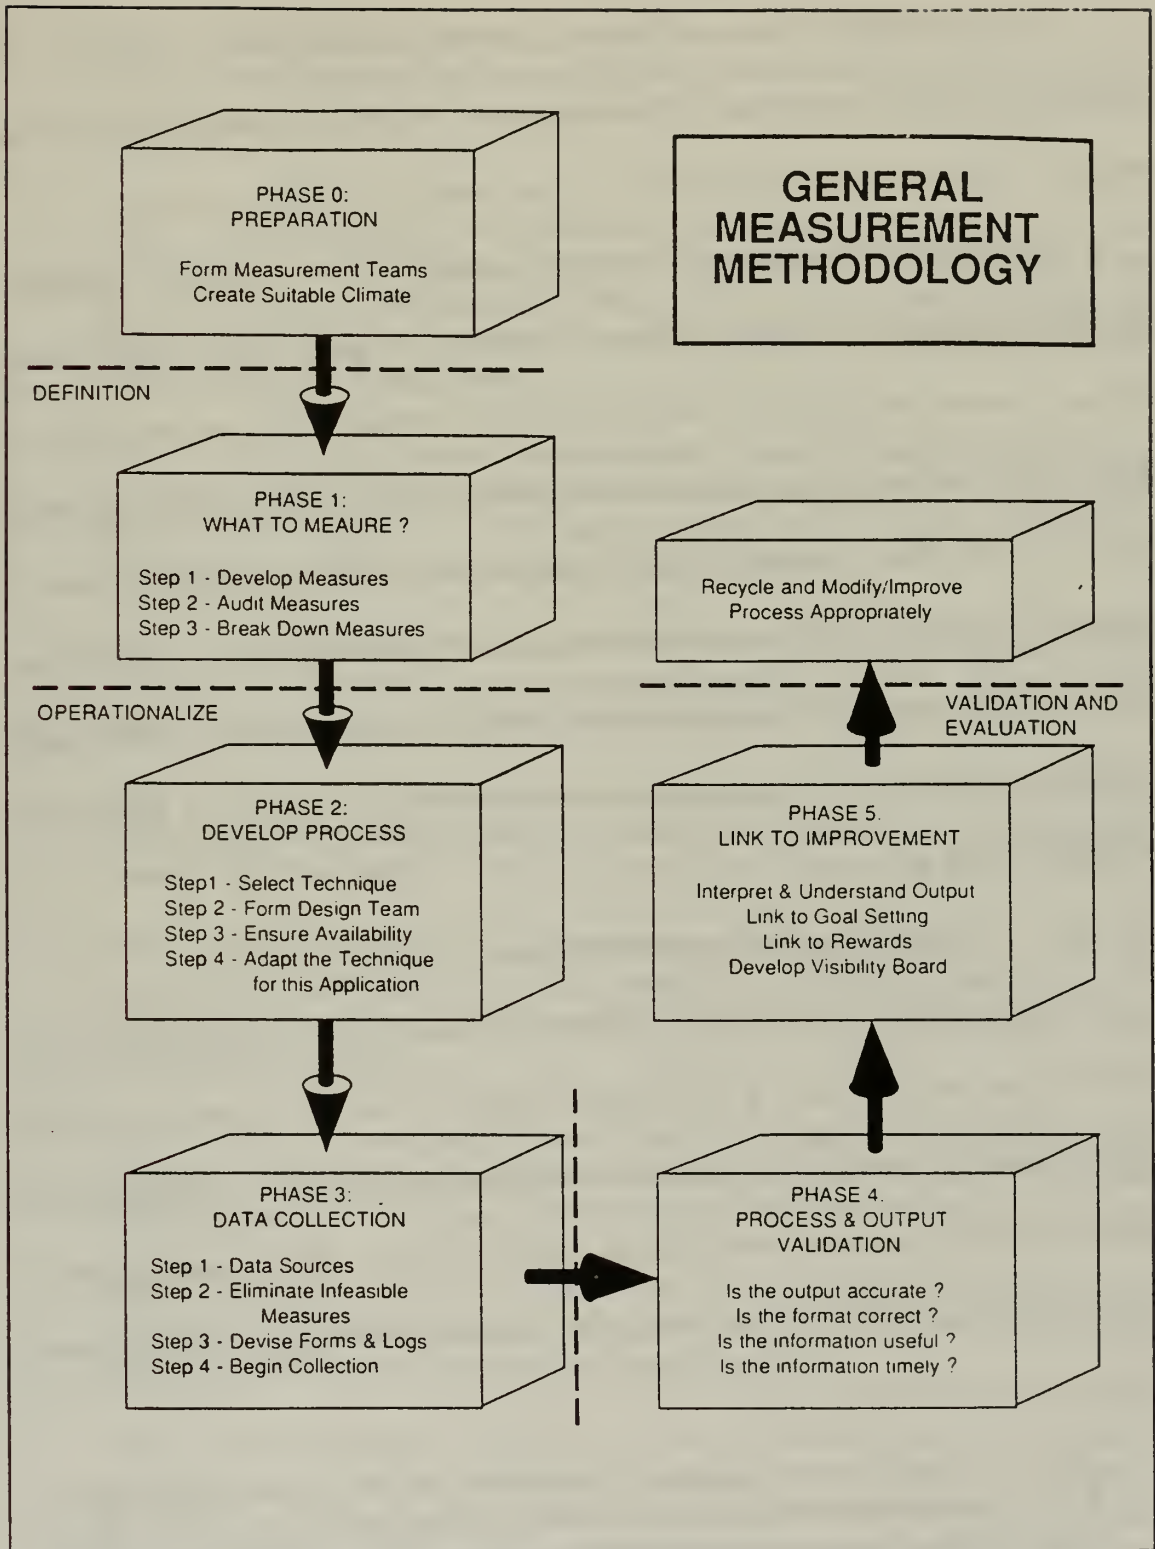 GENERAL
MEASUREMENT
METHODOLOGY
PHASE 0:
PREPARATION
Form Measurement Teams
Create Suitable Climate
DEFINITION
PHASE 1:
WHAT TO MEAURE ?
Step 1 - Develop Measures
Step 2 - Audit Measures
Step 3 - Break Down Measures
OPERATIONALIZE
PHASE 2:
DEVELOP PROCESS
Step1 - Select Technique
Step 2 - Form Design Team
Step 3 - Ensure Availability
Step 4 - Adapt the Technique
for this Application
PHASE 3:
DATA COLLECTION
Step 1 - Data Sources
Step 2 - Eliminate Infeasible
Measures
Step 3 - Devise Forms & Logs
Step 4 - Begin Collection
PHASE 4.
PROCESS & OUTPUT
VALIDATION
Is the output accurate ?
Is the format correct ?
Is the information useful ?
Is the information timely ?
PHASE 5.
LINK TO IMPROVEMENT
Interpret & Understand Output
Link to Goal Setting
Link to Rewards
Develop Visibility Board
VALIDATION AND
EVALUATION
Recycle and Modify/Improve
Process Appropriately